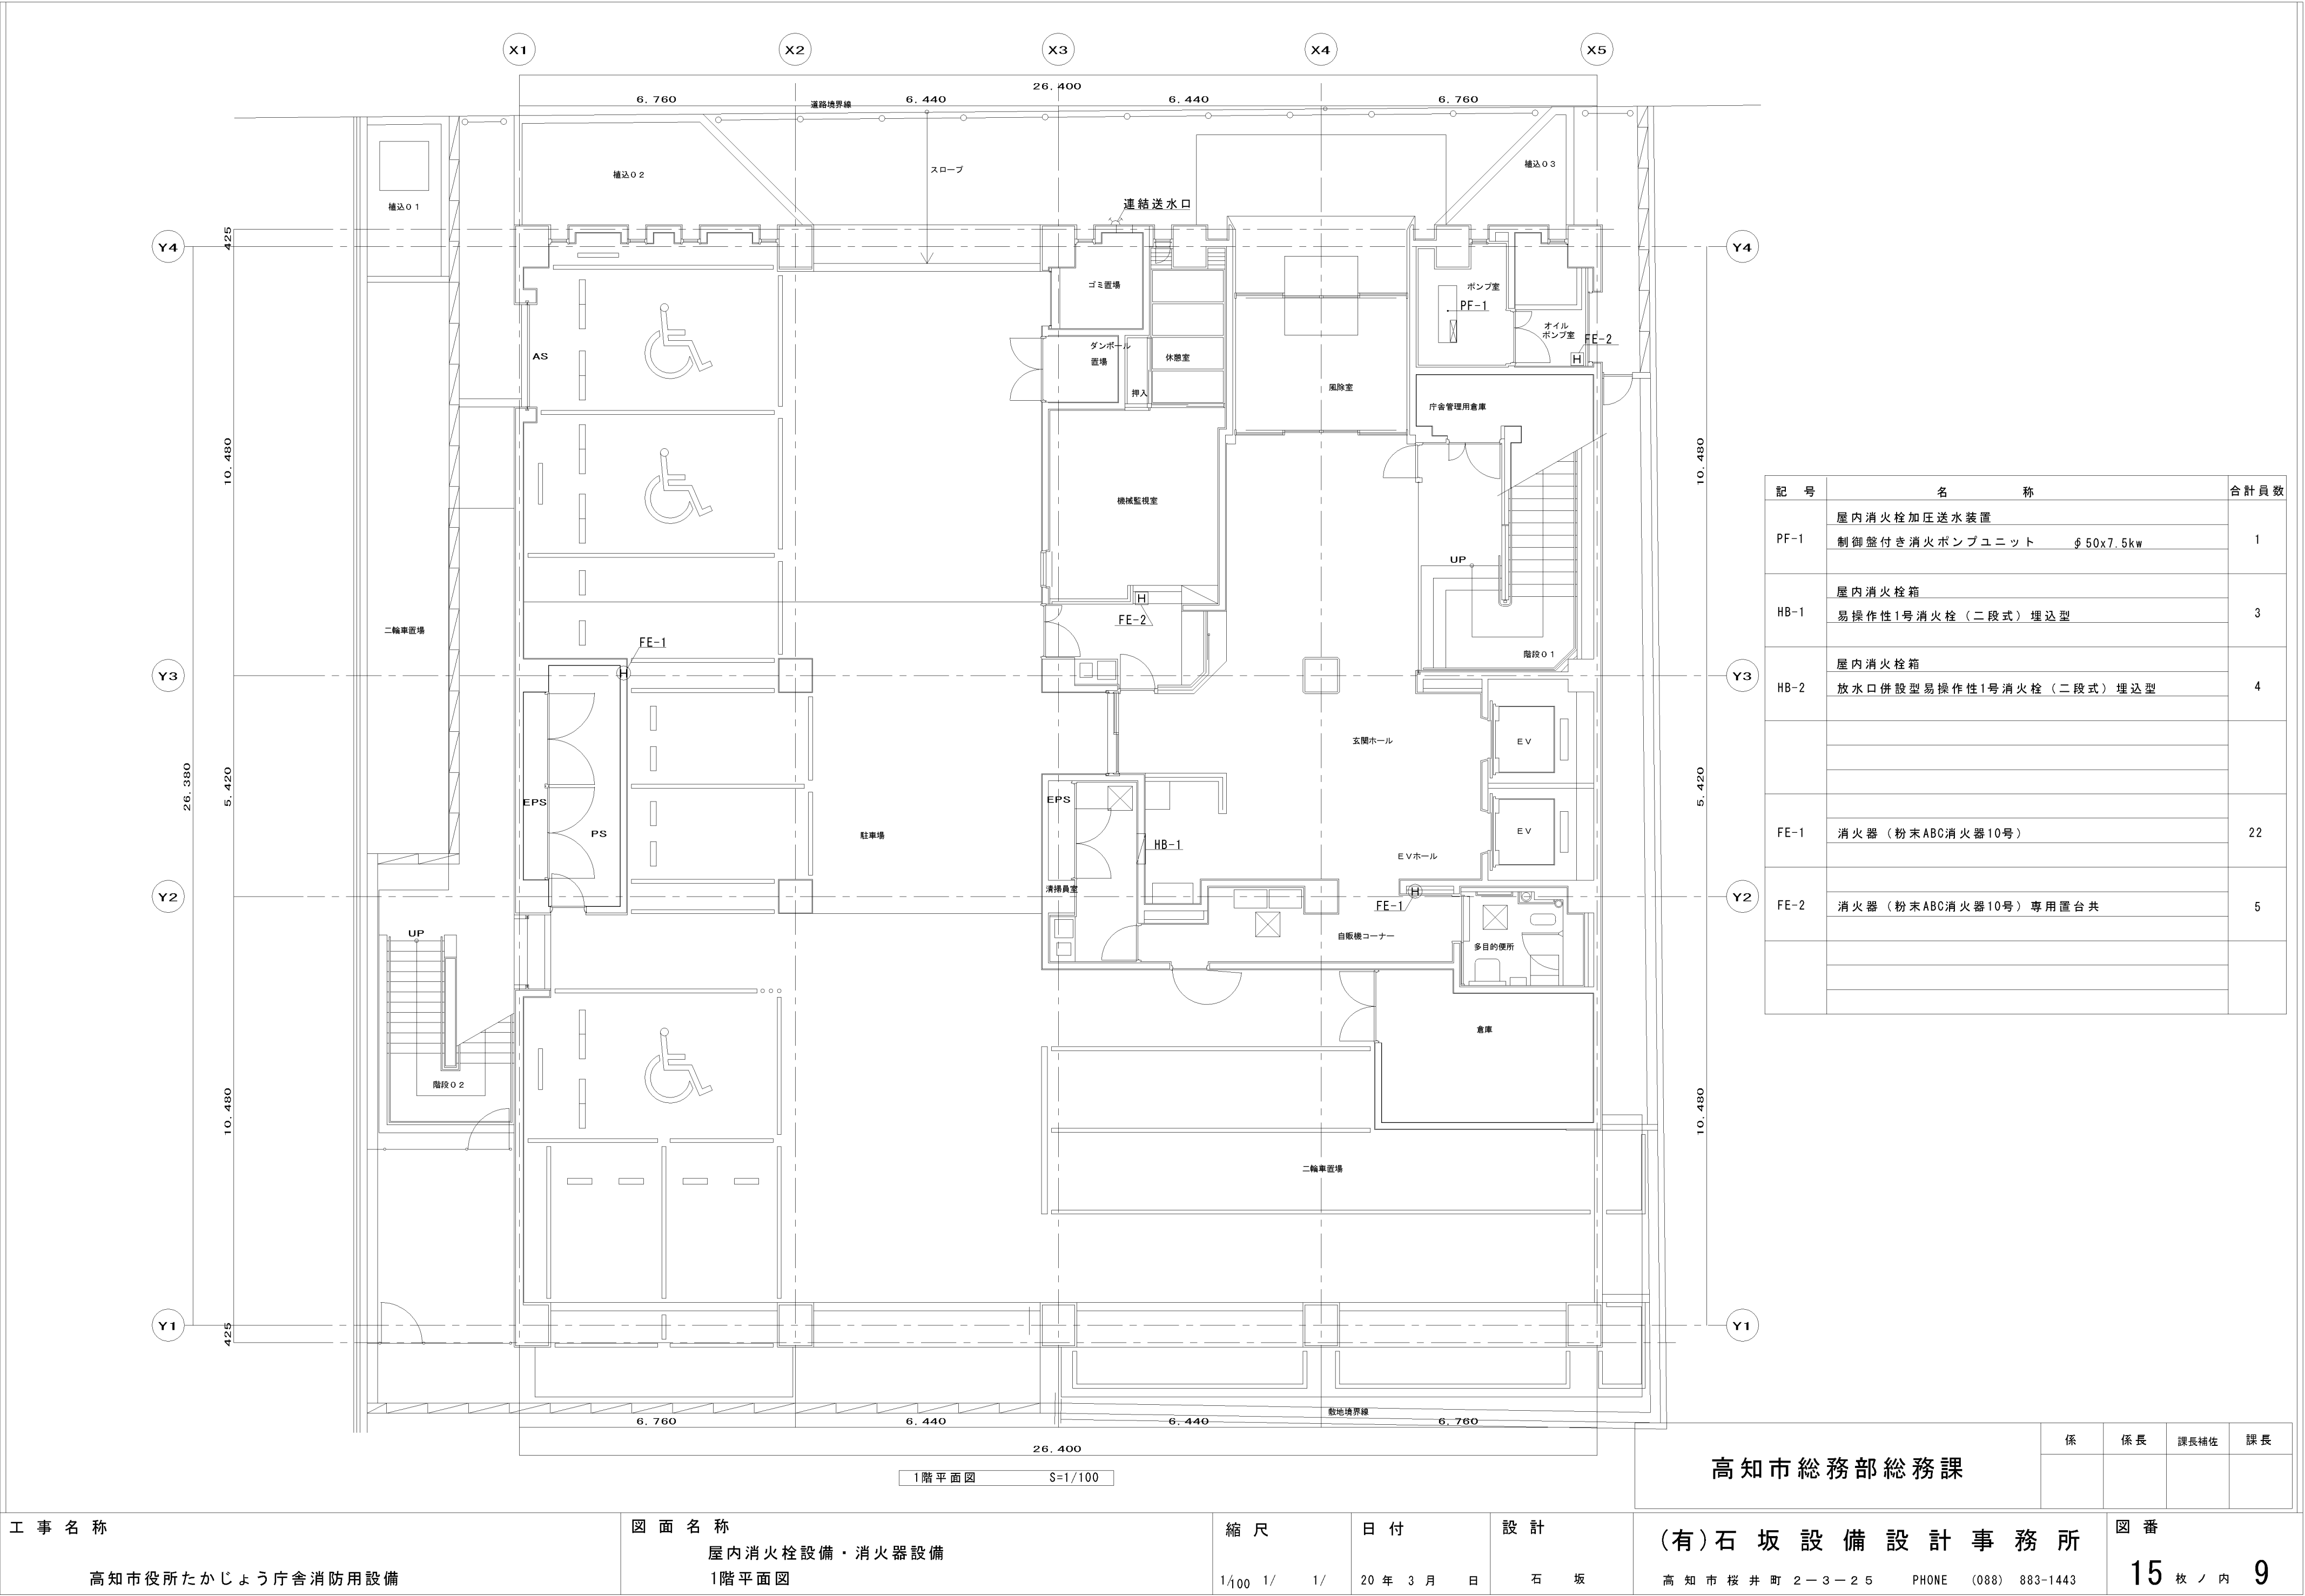 X1
X2
X3
X4
X5
26.400
6.760
6.440
6.440
6.760
道路境界線
植込01
植込02
スロープ
植込03
連結送水口
Y4
425
Y4
ゴミ置場
ポンプ室
PF-1
オイル
ポンプ室
FE-2
AS
ダンボール
置場
休憩室
押入
風除室
庁舎管理用倉庫
10.480
10.480
機械監視室
UP
FE-2
二輪車置場
FE-1
階段01
Y3
Y3
玄関ホール
EV
26.380
5.420
5.420
EPS
PS
EPS
駐車場
HB-1
EV
EVホール
清掃員室
Y2
FE-1
Y2
自販機コーナー
多目的便所
UP
倉庫
階段02
10.480
10.480
二輪車置場
Y1
425
Y1
敷地境界線
6.760
6.440
6.440
6.760
26.400
1階平面図 S=1/100
記号 名称 合計員数
屋内消火栓加圧送水装置
PF-1 制御盤付き消火ポンプユニット φ50x7.5kw 1
屋内消火栓箱
HB-1 易操作性1号消火栓（二段式）埋込型 3
屋内消火栓箱
HB-2 放水口併設型易操作性1号消火栓（二段式）埋込型 4
FE-1 消火器（粉末ABC消火器10号） 22
FE-2 消火器（粉末ABC消火器10号）専用置台共 5
高知市総務部総務課
係 係長 課長補佐 課長
工事名称
高知市役所たかじょう庁舎消防用設備
図面名称
屋内消火栓設備・消火器設備
1階平面図
縮尺
1/100 1/ 1/
日付
20年 3月 日
設計
石坂
(有)石坂設備設計事務所
高知市桜井町2－3－25 PHONE (088) 883-1443
図番
15枚ノ内 9